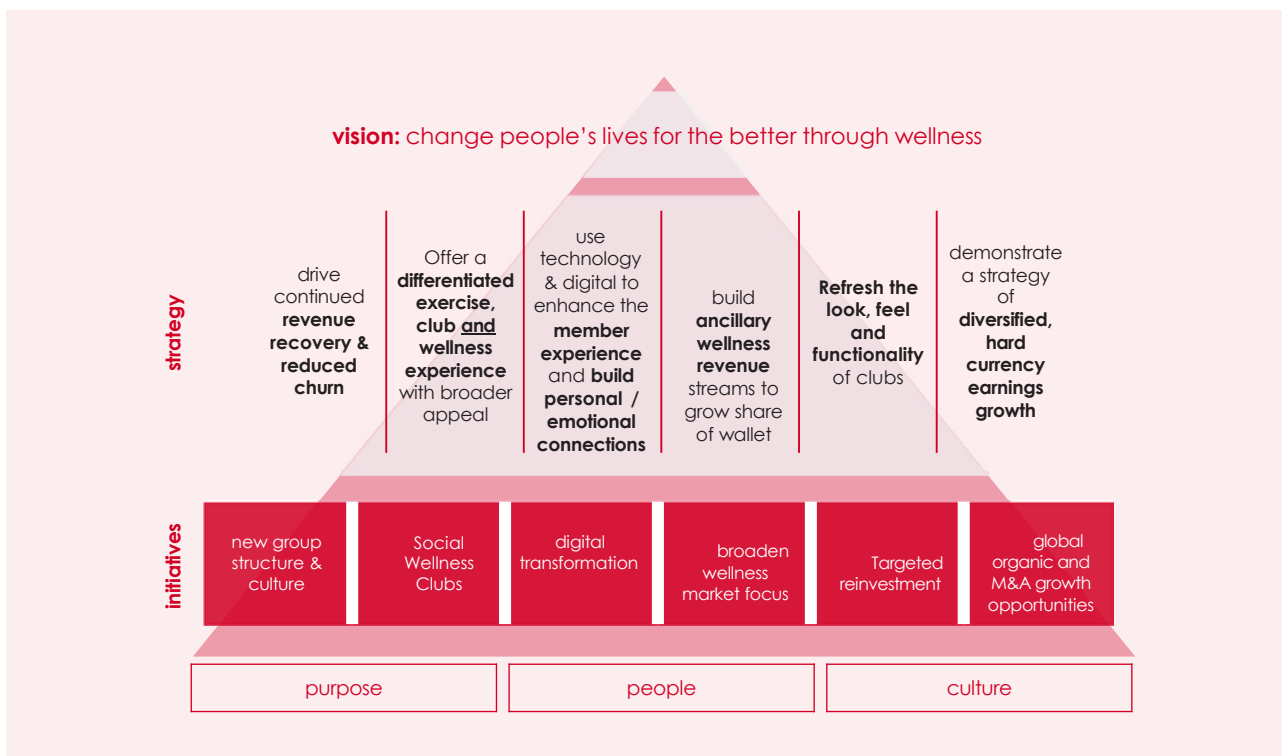 vision: change people's lives for the better through wellness
strategy
drive
continued
revenue
recovery &
reduced
churn
Offer a
differentiated
exercise,
club and
wellness
experience
with broader
appeal
use
technology
& digital to
enhance the
member
experience
and build
personal /
emotional
connections
build
ancillary
wellness
revenue
streams to
grow share
of wallet
Refresh the
look, feel
and
functionality
of clubs
demonstrate
a strategy
of
diversified,
hard
currency
earnings
growth
initiatives
new group
structure &
culture
Social
Wellness
Clubs
digital
transformation
broaden
wellness
market focus
Targeted
reinvestment
global
organic and
M&A growth
opportunities
purpose
people
culture